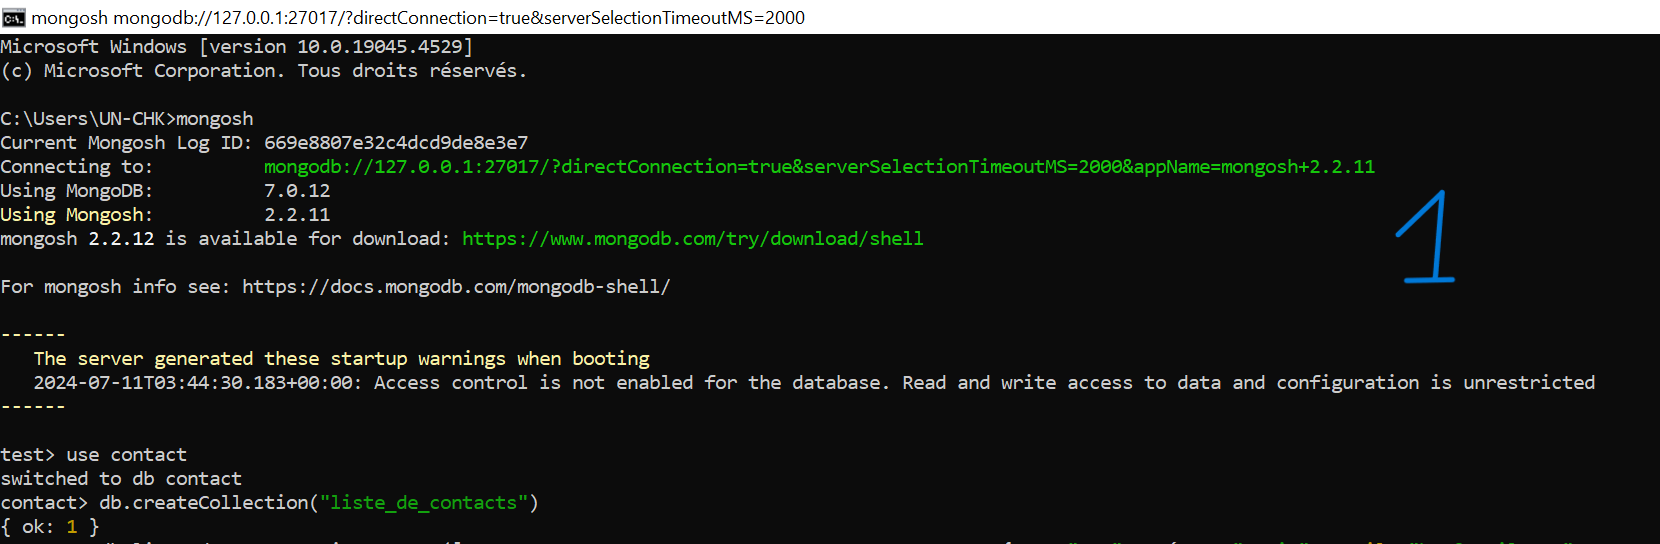 mongosh mongodb://127.0.0.1:27017/?directConnection=true&serverSelectionTimeoutMS=2000
Microsoft Windows [version 10.0.19045.4529]
(c) Microsoft Corporation. Tous droits réservés.
C:\Users\UN-CHK>mongosh
Current Mongosh Log ID: 669e8807e32c4dcd9de8e3e7
Connecting to: mongodb://127.0.0.1:27017/?directConnection=true&serverSelectionTimeoutMS=2000&appName=mongosh+2.2.11
Using MongoDB: 7.0.12
Using Mongosh: 2.2.11
mongosh 2.2.12 is available for download: https://www.mongodb.com/try/download/shell
1
For mongosh info see: https://docs.mongodb.com/mongodb-shell/
------
The server generated these startup warnings when booting
2024-07-11T03:44:30.183+00:00: Access control is not enabled for the database. Read and write access to data and configuration is unrestricted
------
test> use contact
switched to db contact
contact> db.createCollection("liste_de_contacts")
{ ok: 1 }